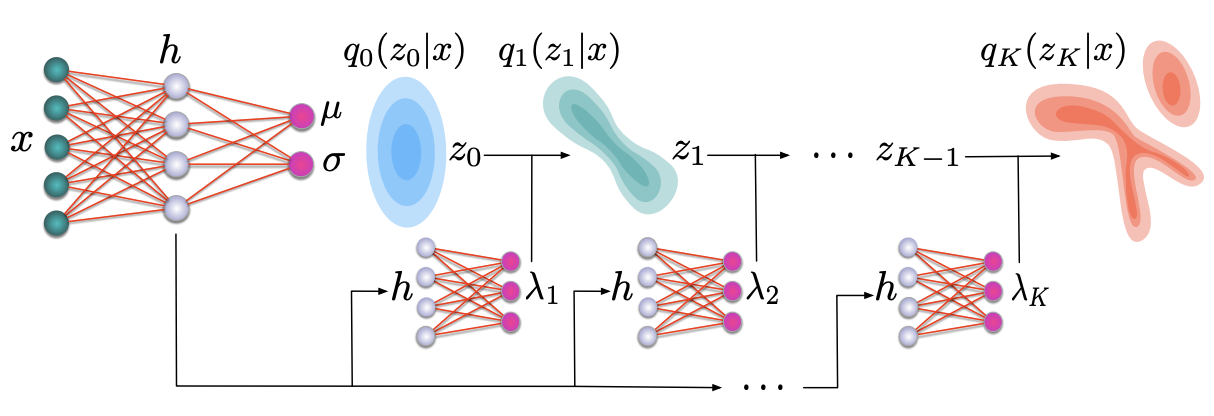 h
q_0(z_0|x) q_1(z_1|x) q_K(z_K|x)
μ
x
σ
z_0 z_1 ··· z_{K−1}
h λ_1 h λ_2 h λ_K
···